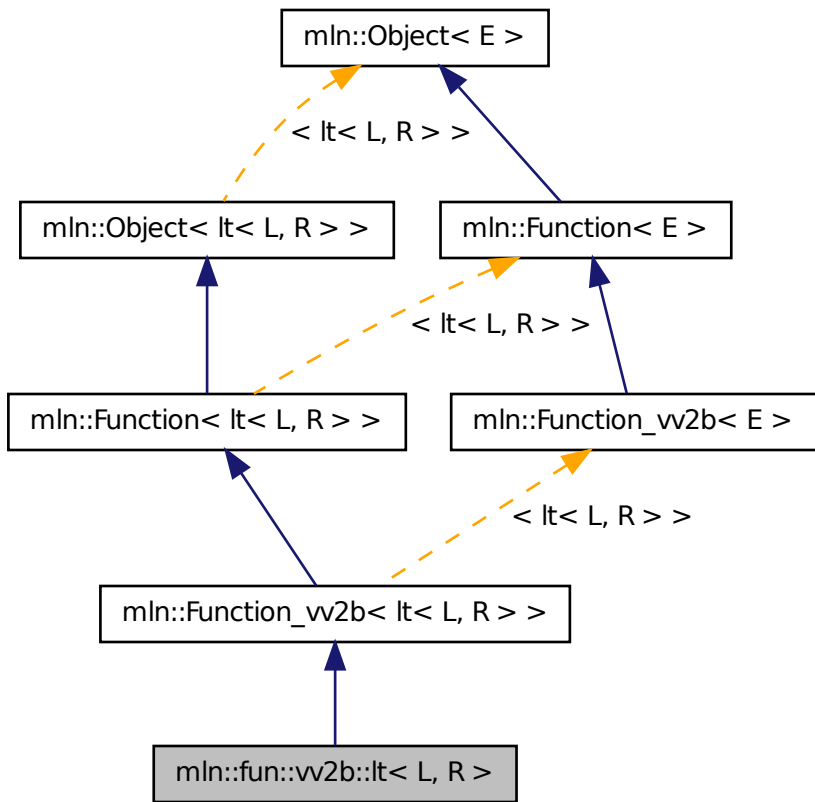 mln::Object< E >
< lt< L, R > >
mln::Object< lt< L, R > >
mln::Function< E >
< lt< L, R > >
mln::Function< lt< L, R > >
mln::Function_vv2b< E >
< lt< L, R > >
mln::Function_vv2b< lt< L, R > >
mln::fun::vv2b::lt< L, R >